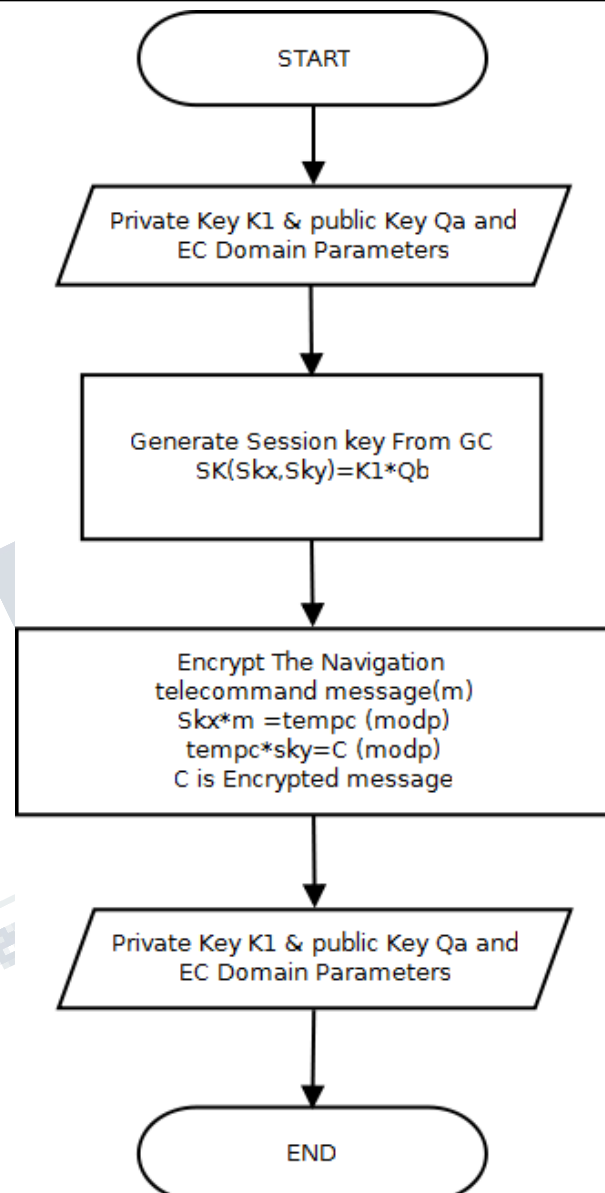 START
Private Key K1 & public Key Qa and
EC Domain Parameters
Generate Session key From GC
SK(Skx,Sky)=K1*Qb
Encrypt The Navigation
telecommand message(m)
Skx*m =tempc (modp)
tempc*sky=C (modp)
C is Encrypted message
Private Key K1 & public Key Qa and
EC Domain Parameters
END